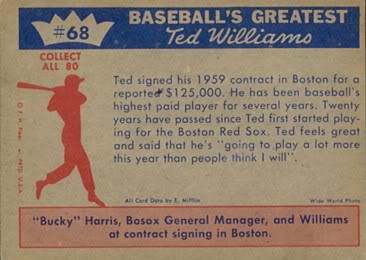 #68
BASEBALL'S GREATEST
Ted Williams
COLLECT
ALL 80
Ted signed his 1959 contract in Boston for a
reported $125,000. He has been baseball's
highest paid player for several years. Twenty
years have passed since Ted first started play-
ing for the Boston Red Sox. Ted feels great
and said that he's "going to play a lot more
this year than people think I will".
© F. H. Fleer
PTD. U.S.A.
All Card Data by E. Mifflin
Wide World Photo
"Bucky" Harris, Bosox General Manager, and Williams
at contract signing in Boston.